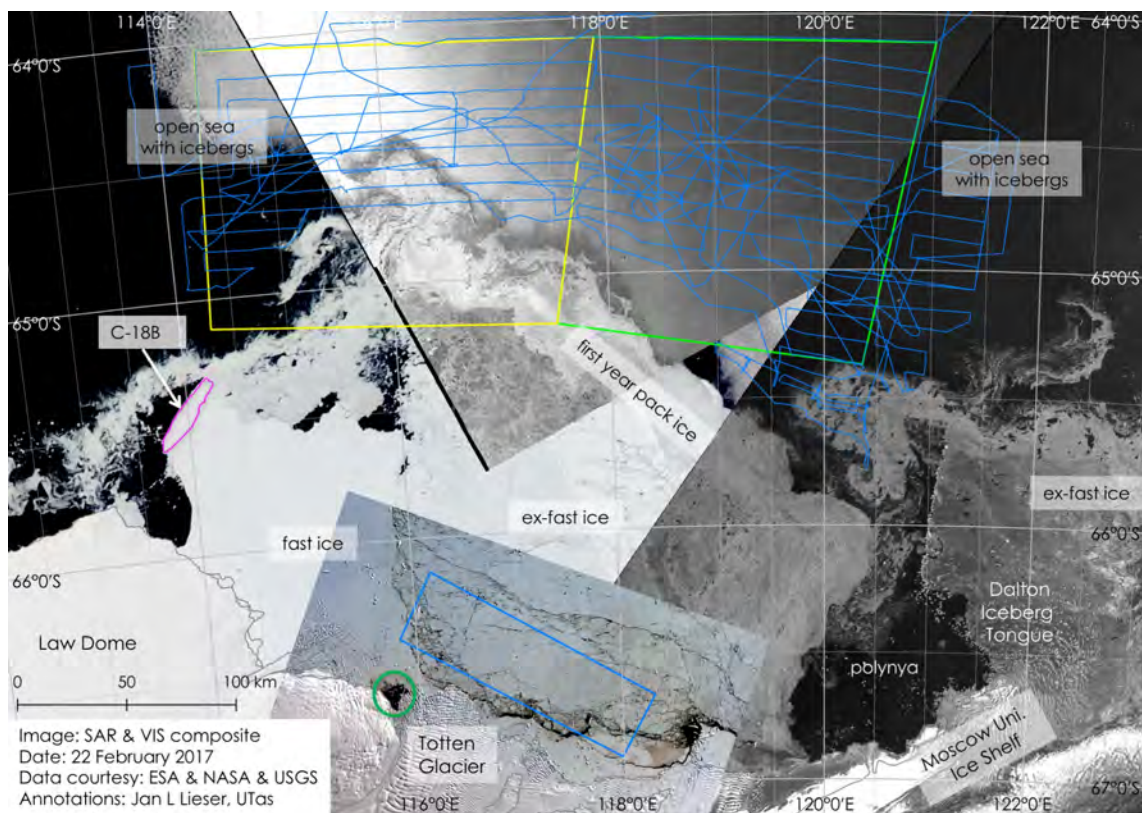 114°0'E
116°0'E
118°0'E
120°0'E
122°0'E
64°0'S
64°0'S
open sea
with icebergs
open sea
with icebergs
65°0'S
65°0'S
C-18B
first year pack ice
ex-fast ice
ex-fast ice
fast ice
66°0'S
66°0'S
Dalton
Iceberg
Tongue
Law Dome
polynya
0 50 100 km
Moscow Uni.
Ice Shelf
Totten
Glacier
Image: SAR & VIS composite
Date: 22 February 2017
Data courtesy: ESA & NASA & USGS
Annotations: Jan L Lieser, UTas
67°0'S
116°0'E
118°0'E
120°0'E
122°0'E